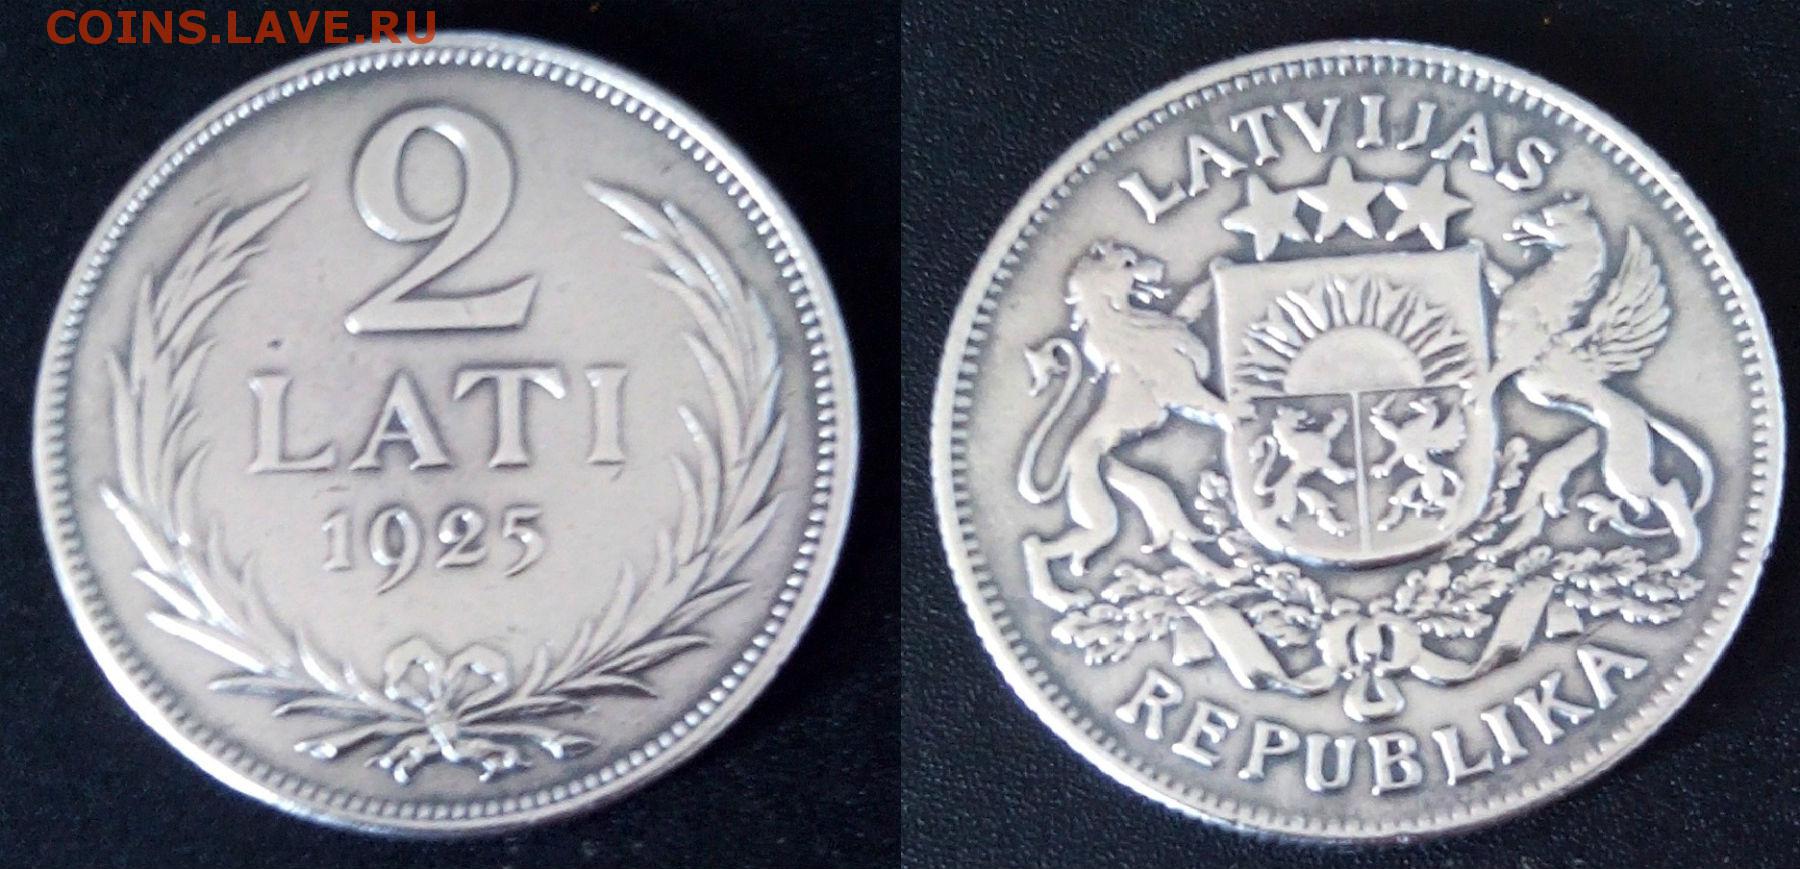 COINS.LAVE.RU
2
LATI
1925
LATVIJAS
REPUBLIKA